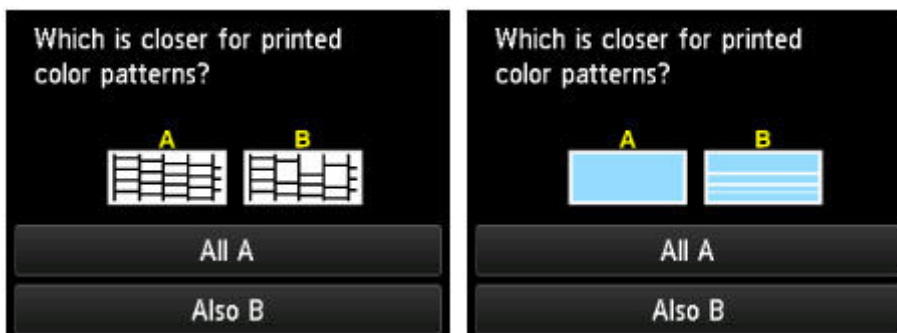 Which is closer for printed
color patterns?
A B
All A
Also B
Which is closer for printed
color patterns?
A B
All A
Also B